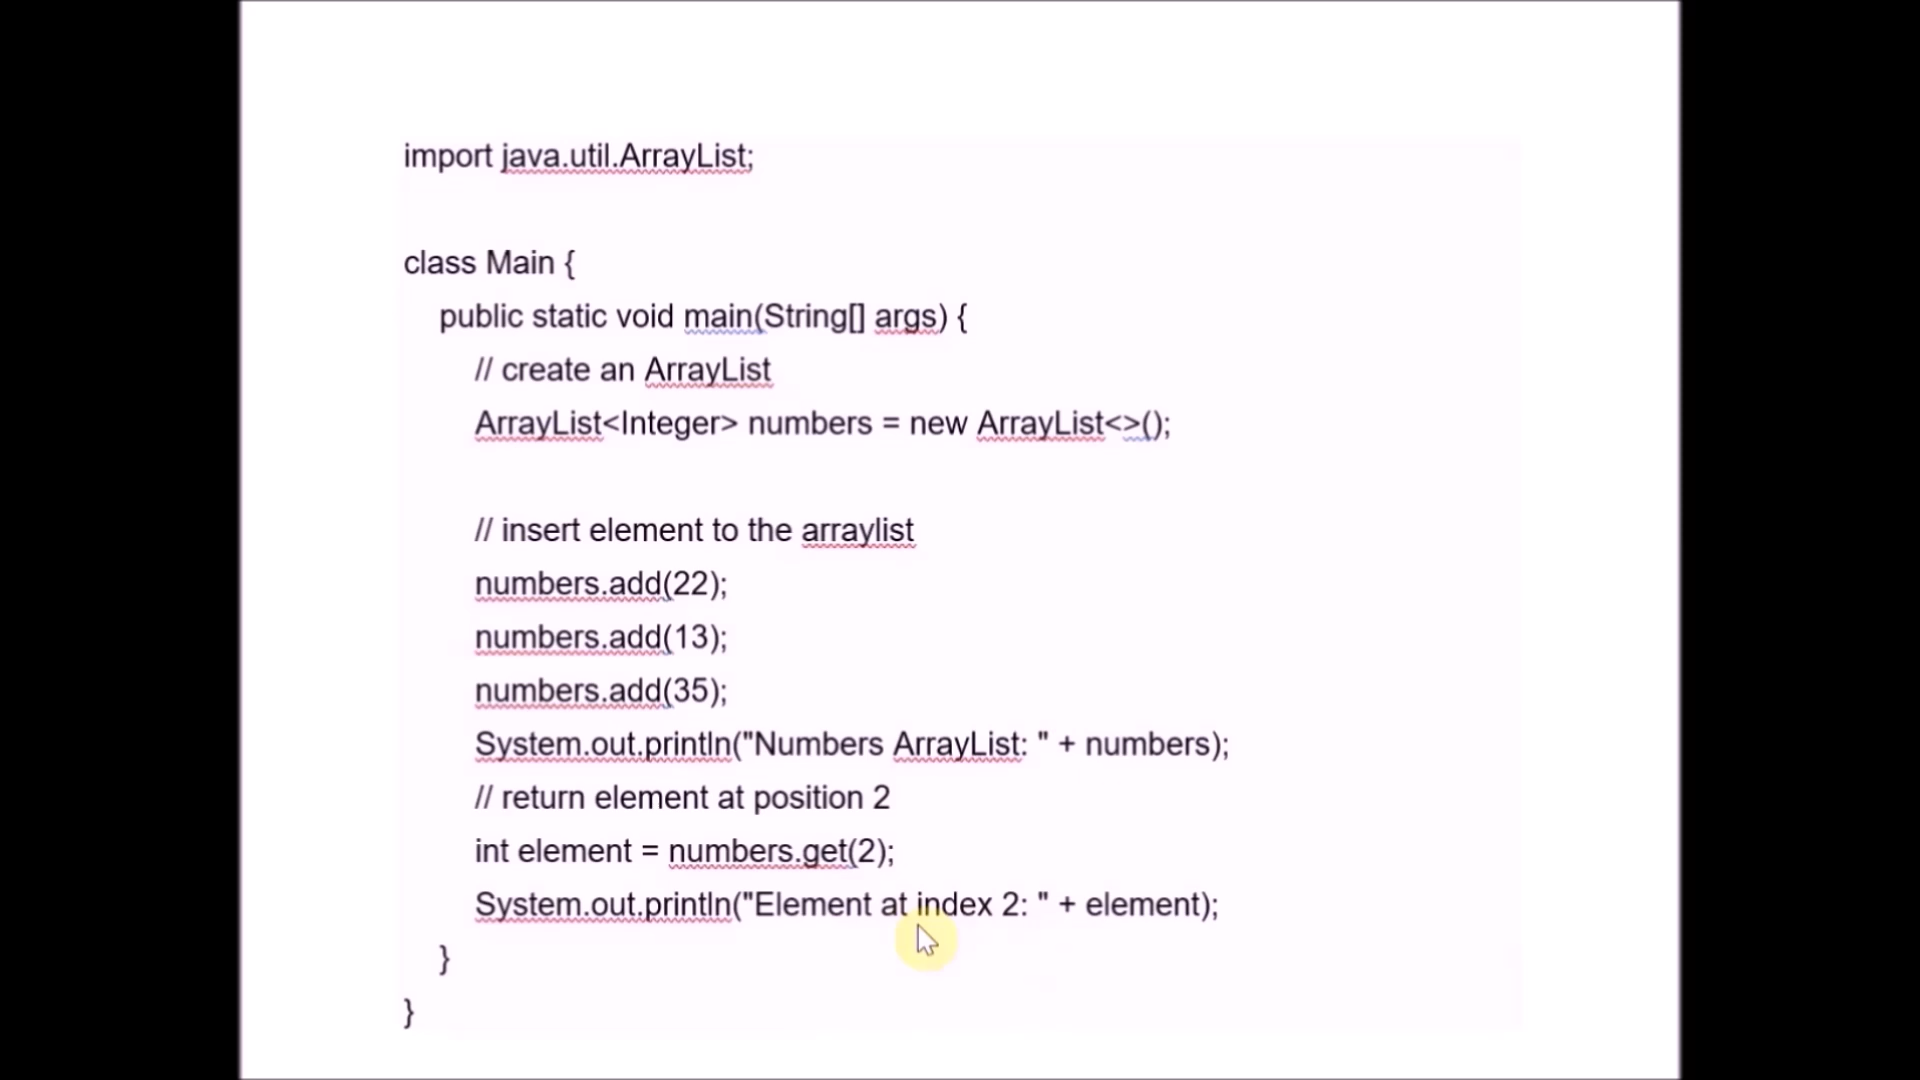 import java.util.ArrayList;
class Main {
public static void main(String[] args) {
// create an ArrayList
ArrayList<Integer> numbers = new ArrayList<>();
// insert element to the arraylist
numbers.add(22);
numbers.add(13);
numbers.add(35);
System.out.println("Numbers ArrayList: " + numbers);
// return element at position 2
int element = numbers.get(2);
System.out.println("Element at index 2: " + element);
}
}